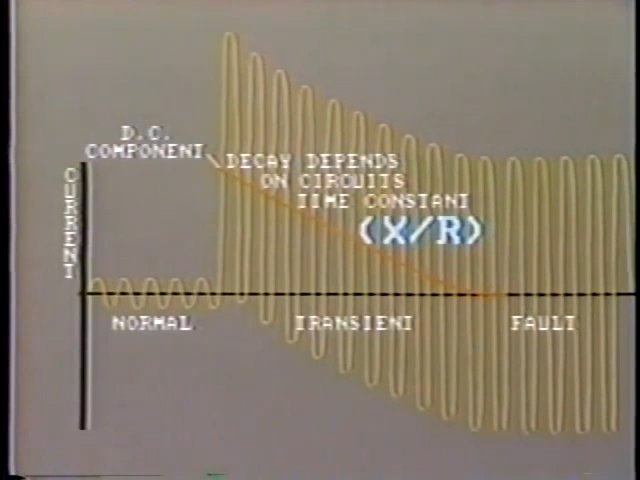 D.C.
COMPONENT
DECAY DEPENDS
ON CIRCUITS
TIME CONSTANT
(X/R)
CURRENT
NORMAL
TRANSIENT
FAULT